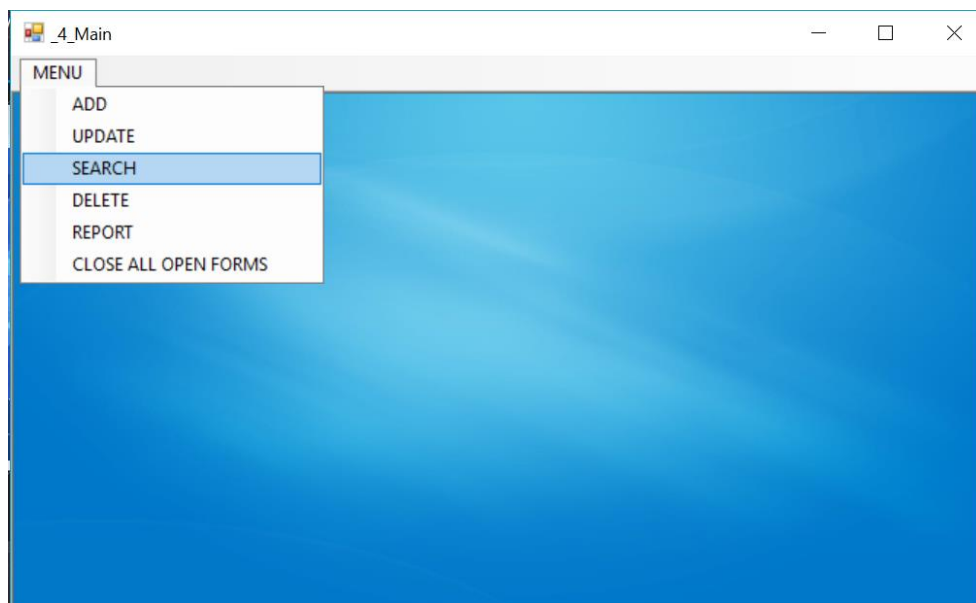 _4_Main
MENU
ADD
UPDATE
SEARCH
DELETE
REPORT
CLOSE ALL OPEN FORMS